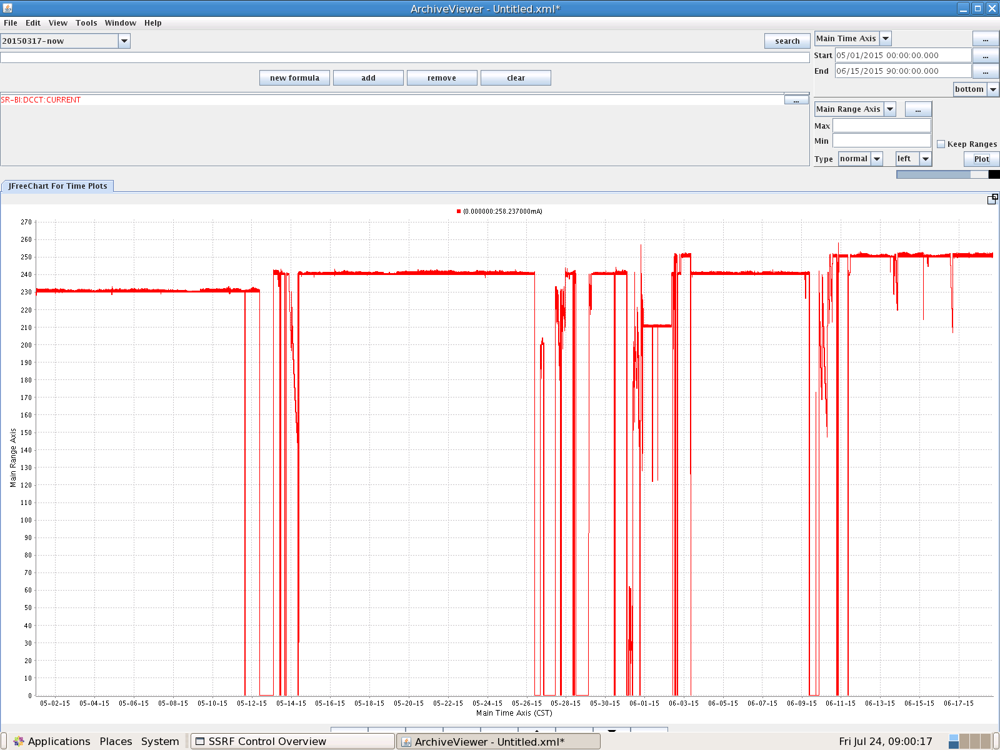 ArchiveViewer - Untitled.xml*
File Edit View Tools Window Help
20150317-now
search
new formula add remove clear
SR-BI:DCCT:CURRENT
...
Main Time Axis ...
Start 05/01/2015 00:00:00.000 ...
End 06/15/2015 90:00:00.000 ...
bottom
Main Range Axis ...
Max
Min
Keep Ranges
Type normal left Plot
JFreeChart For Time Plots
(0.000000:258.237000mA)
270
260
250
240
230
220
210
200
190
180
170
160
150
140
130
120
110
100
90
80
70
60
50
40
30
20
10
0
Main Range Axis
05-02-15 05-04-15 05-06-15 05-08-15 05-10-15 05-12-15 05-14-15 05-16-15 05-18-15 05-20-15 05-22-15 05-24-15 05-26-15 05-28-15 05-30-15 06-01-15 06-03-15 06-05-15 06-07-15 06-09-15 06-11-15 06-13-15 06-15-15 06-17-15
Main Time Axis (CST)
Applications Places System SSRF Control Overview ArchiveViewer - Untitled.xml* Fri Jul 24, 09:00:17